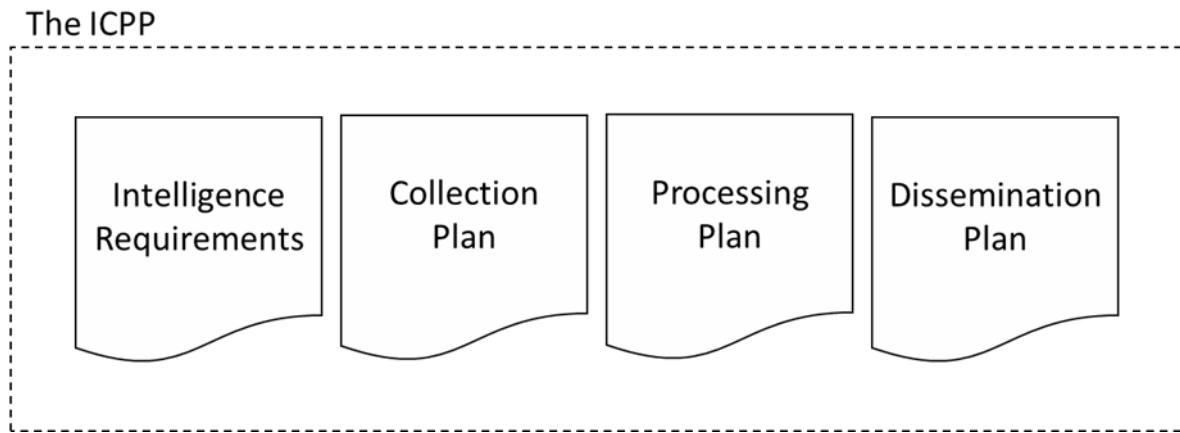 The ICPP
Intelligence
Requirements
Collection
Plan
Processing
Plan
Dissemination
Plan